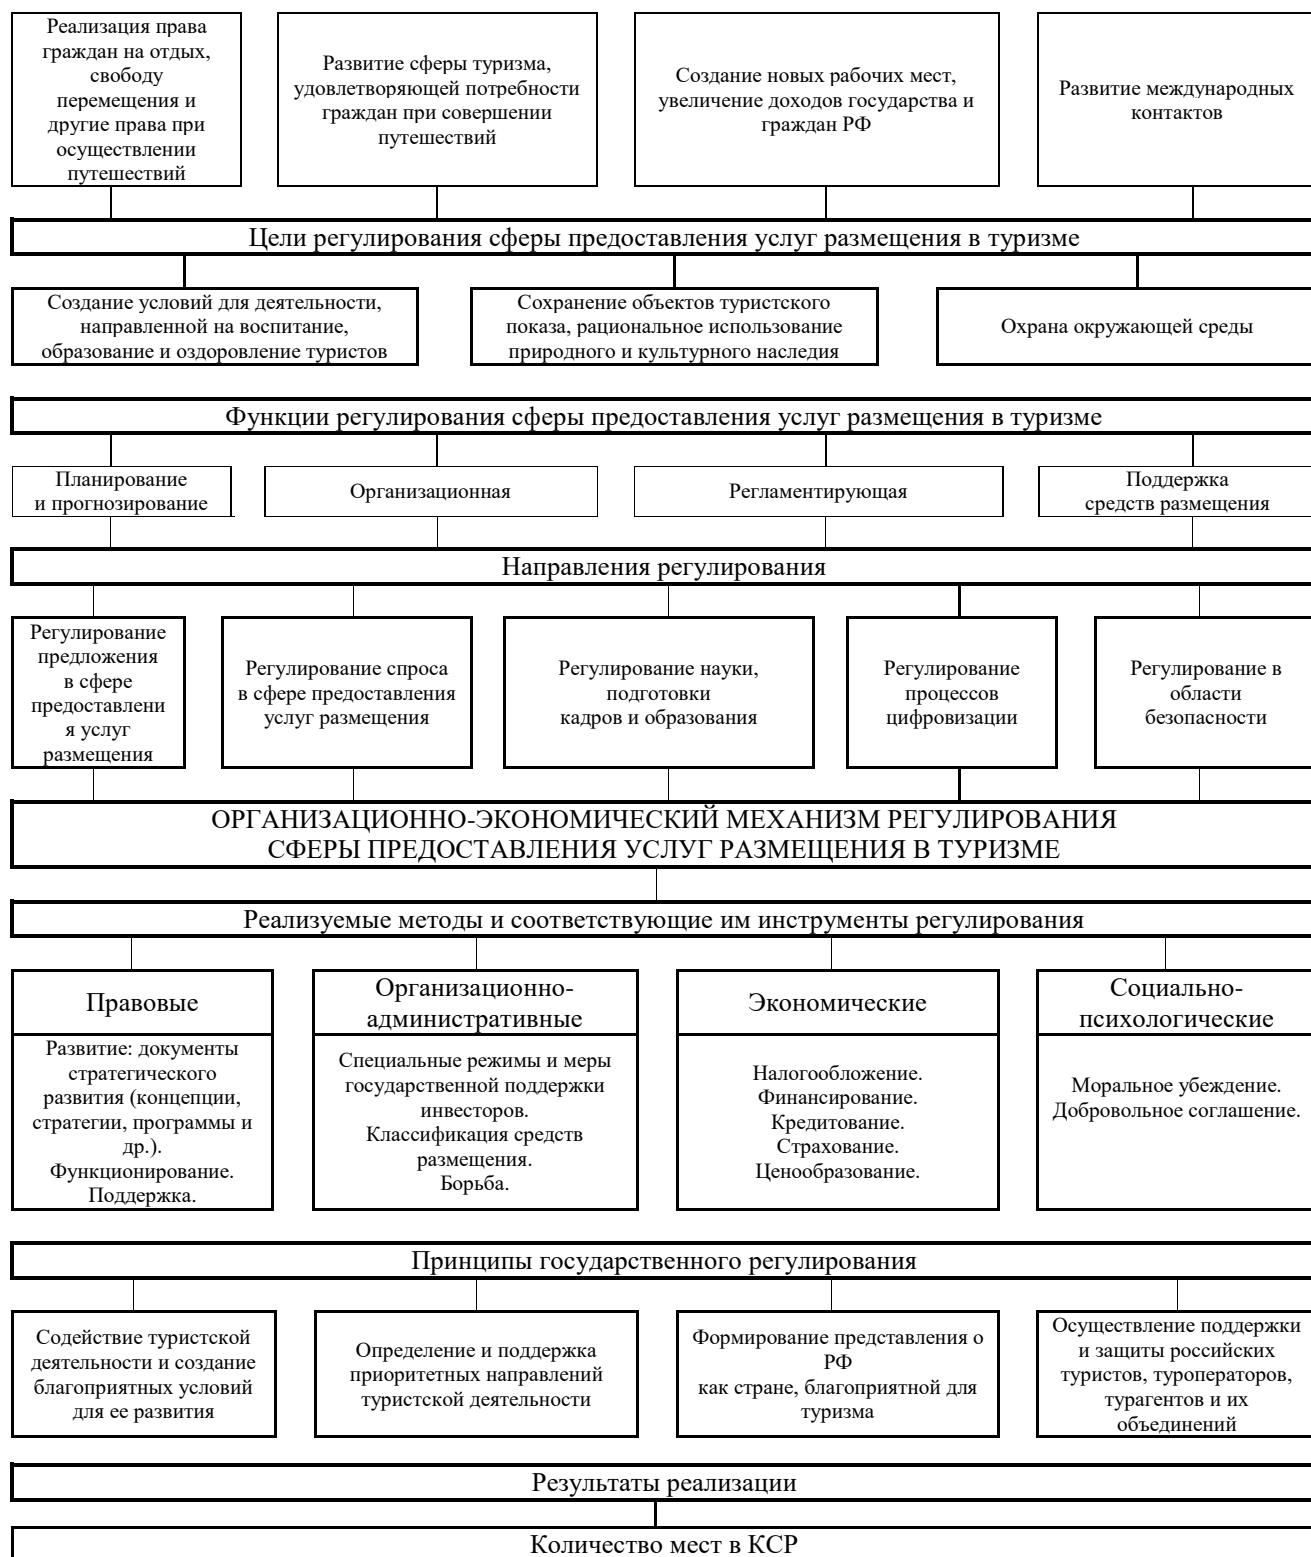 Реализация права
граждан на отдых,
свободу
перемещения и
другие права при
осуществлении
путешествий
Развитие сферы туризма,
удовлетворяющей потребности
граждан при совершении
путешествий
Создание новых рабочих мест,
увеличение доходов государства и
граждан РФ
Развитие международных
контактов
Цели регулирования сферы предоставления услуг размещения в туризме
Создание условий для деятельности,
направленной на воспитание,
образование и оздоровление туристов
Сохранение объектов туристского
показа, рациональное использование
природного и культурного наследия
Охрана окружающей среды
Функции регулирования сферы предоставления услуг размещения в туризме
Планирование
и прогнозирование
Организационная
Регламентирующая
Поддержка
средств размещения
Направления регулирования
Регулирование
предложения
в сфере
предоставлени
я услуг
размещения
Регулирование спроса
в сфере предоставления
услуг размещения
Регулирование науки,
подготовки
кадров и образования
Регулирование
процессов
цифровизации
Регулирование в
области
безопасности
ОРГАНИЗАЦИОННО-ЭКОНОМИЧЕСКИЙ МЕХАНИЗМ РЕГУЛИРОВАНИЯ
СФЕРЫ ПРЕДОСТАВЛЕНИЯ УСЛУГ РАЗМЕЩЕНИЯ В ТУРИЗМЕ
Реализуемые методы и соответствующие им инструменты регулирования
Правовые
Развитие: документы
стратегического
развития (концепции,
стратегии, программы и
др.).
Функционирование.
Поддержка.
Организационно-
административные
Специальные режимы и меры
государственной поддержки
инвесторов.
Классификация средств
размещения.
Борьба.
Экономические
Налогообложение.
Финансирование.
Кредитование.
Страхование.
Ценообразование.
Социально-
психологические
Моральное убеждение.
Добровольное соглашение.
Принципы государственного регулирования
Содействие туристской
деятельности и создание
благоприятных условий
для ее развития
Определение и поддержка
приоритетных направлений
туристской деятельности
Формирование представления о
РФ
как стране, благоприятной для
туризма
Осуществление поддержки
и защиты российских
туристов, туроператоров,
турагентов и их
объединений
Результаты реализации
Количество мест в КСР